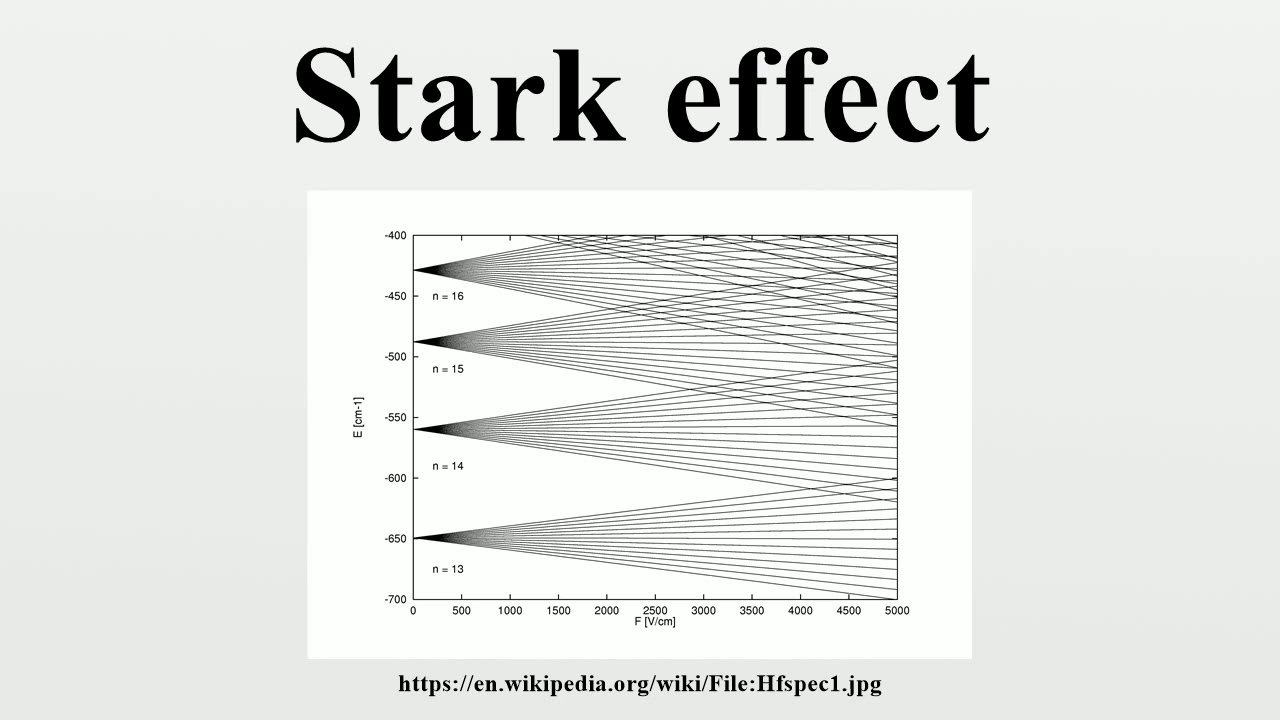 Stark effect
-400
-450
n = 16
-500
n = 15
-550
E [cm-1]
n = 14
-600
-650
n = 13
-700
0 500 1000 1500 2000 2500 3000 3500 4000 4500 5000
F [V/cm]
https://en.wikipedia.org/wiki/File:Hfspec1.jpg